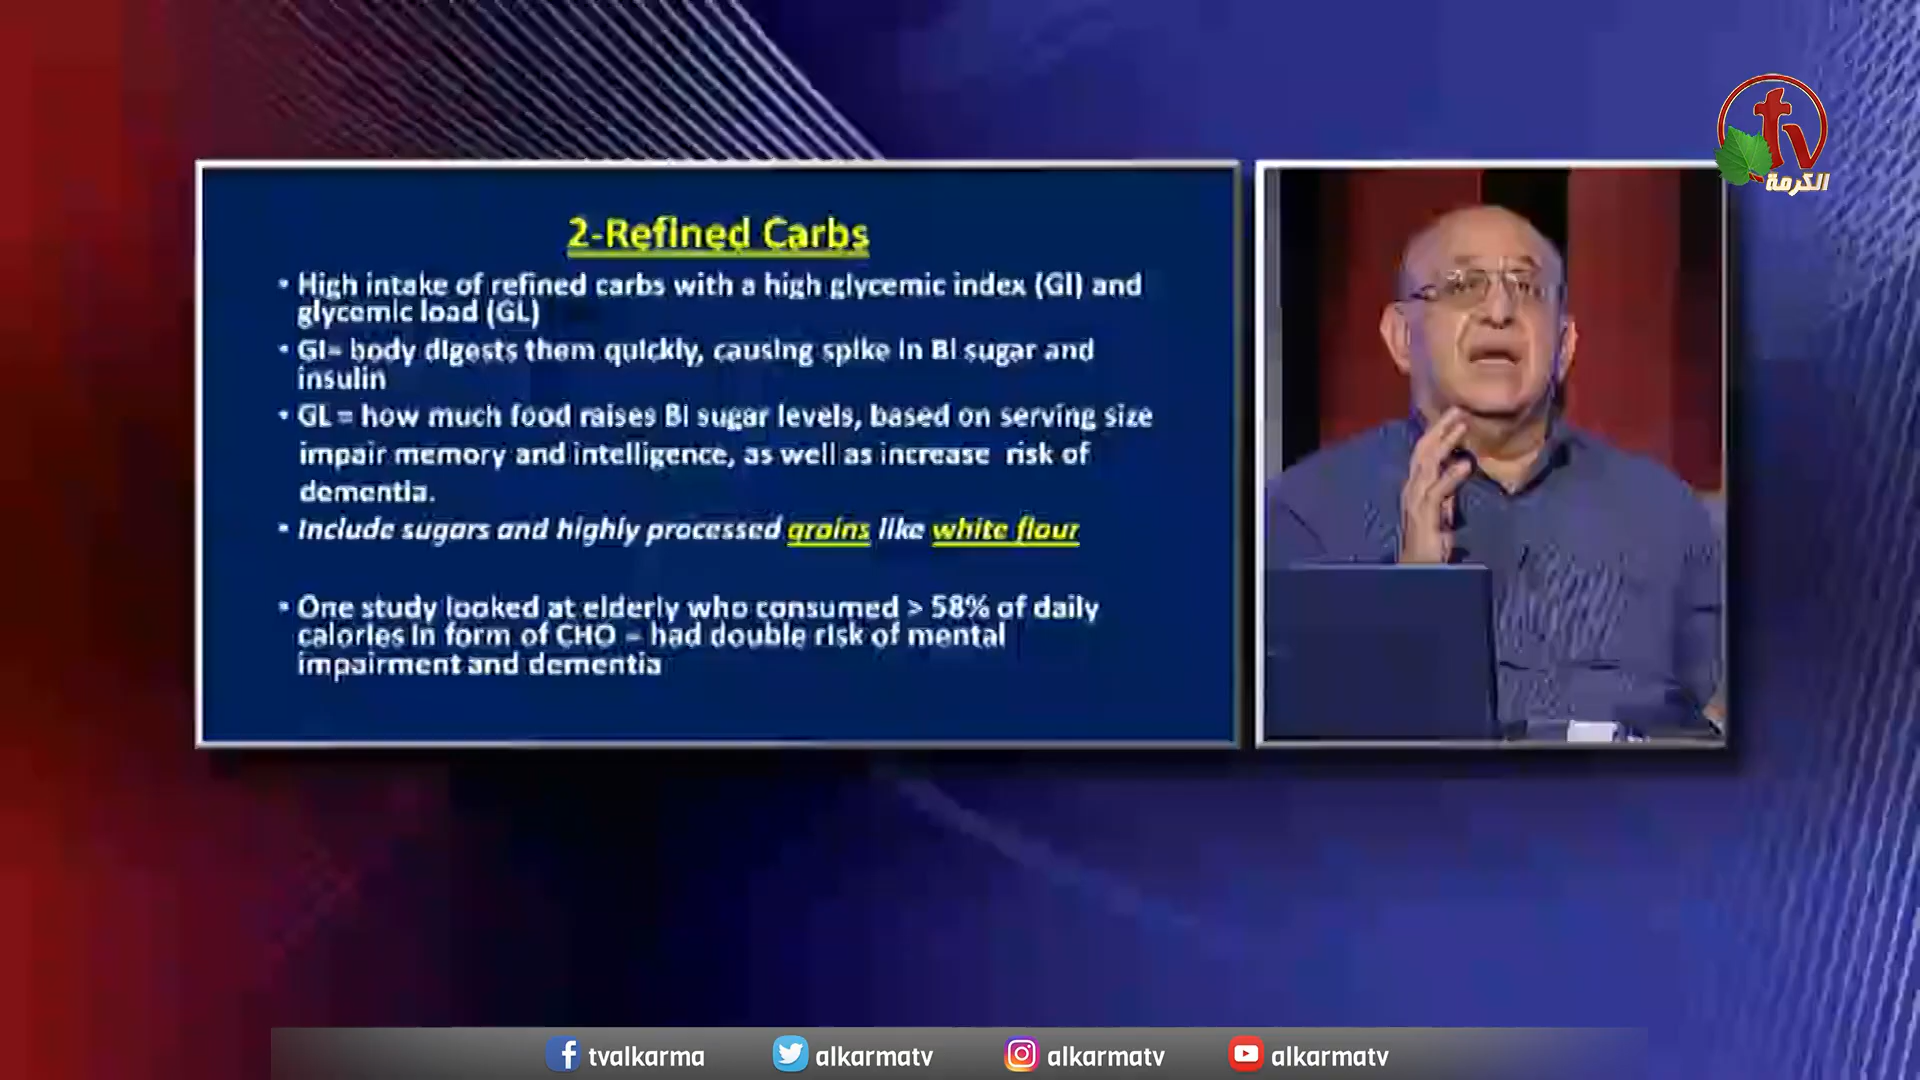 tv
الكرمة
2-Refined Carbs
• High intake of refined carbs with a high glycemic index (GI) and
glycemic load (GL)
• GI- body digests them quickly, causing spike in Bl sugar and
insulin
• GL = how much food raises Bl sugar levels, based on serving size
impair memory and intelligence, as well as increase risk of
dementia.
• Include sugars and highly processed grains like white flour
• One study looked at elderly who consumed > 58% of daily
calories in form of CHO – had double risk of mental
impairment and dementia
tvalkarma alkarmatv alkarmatv alkarmatv